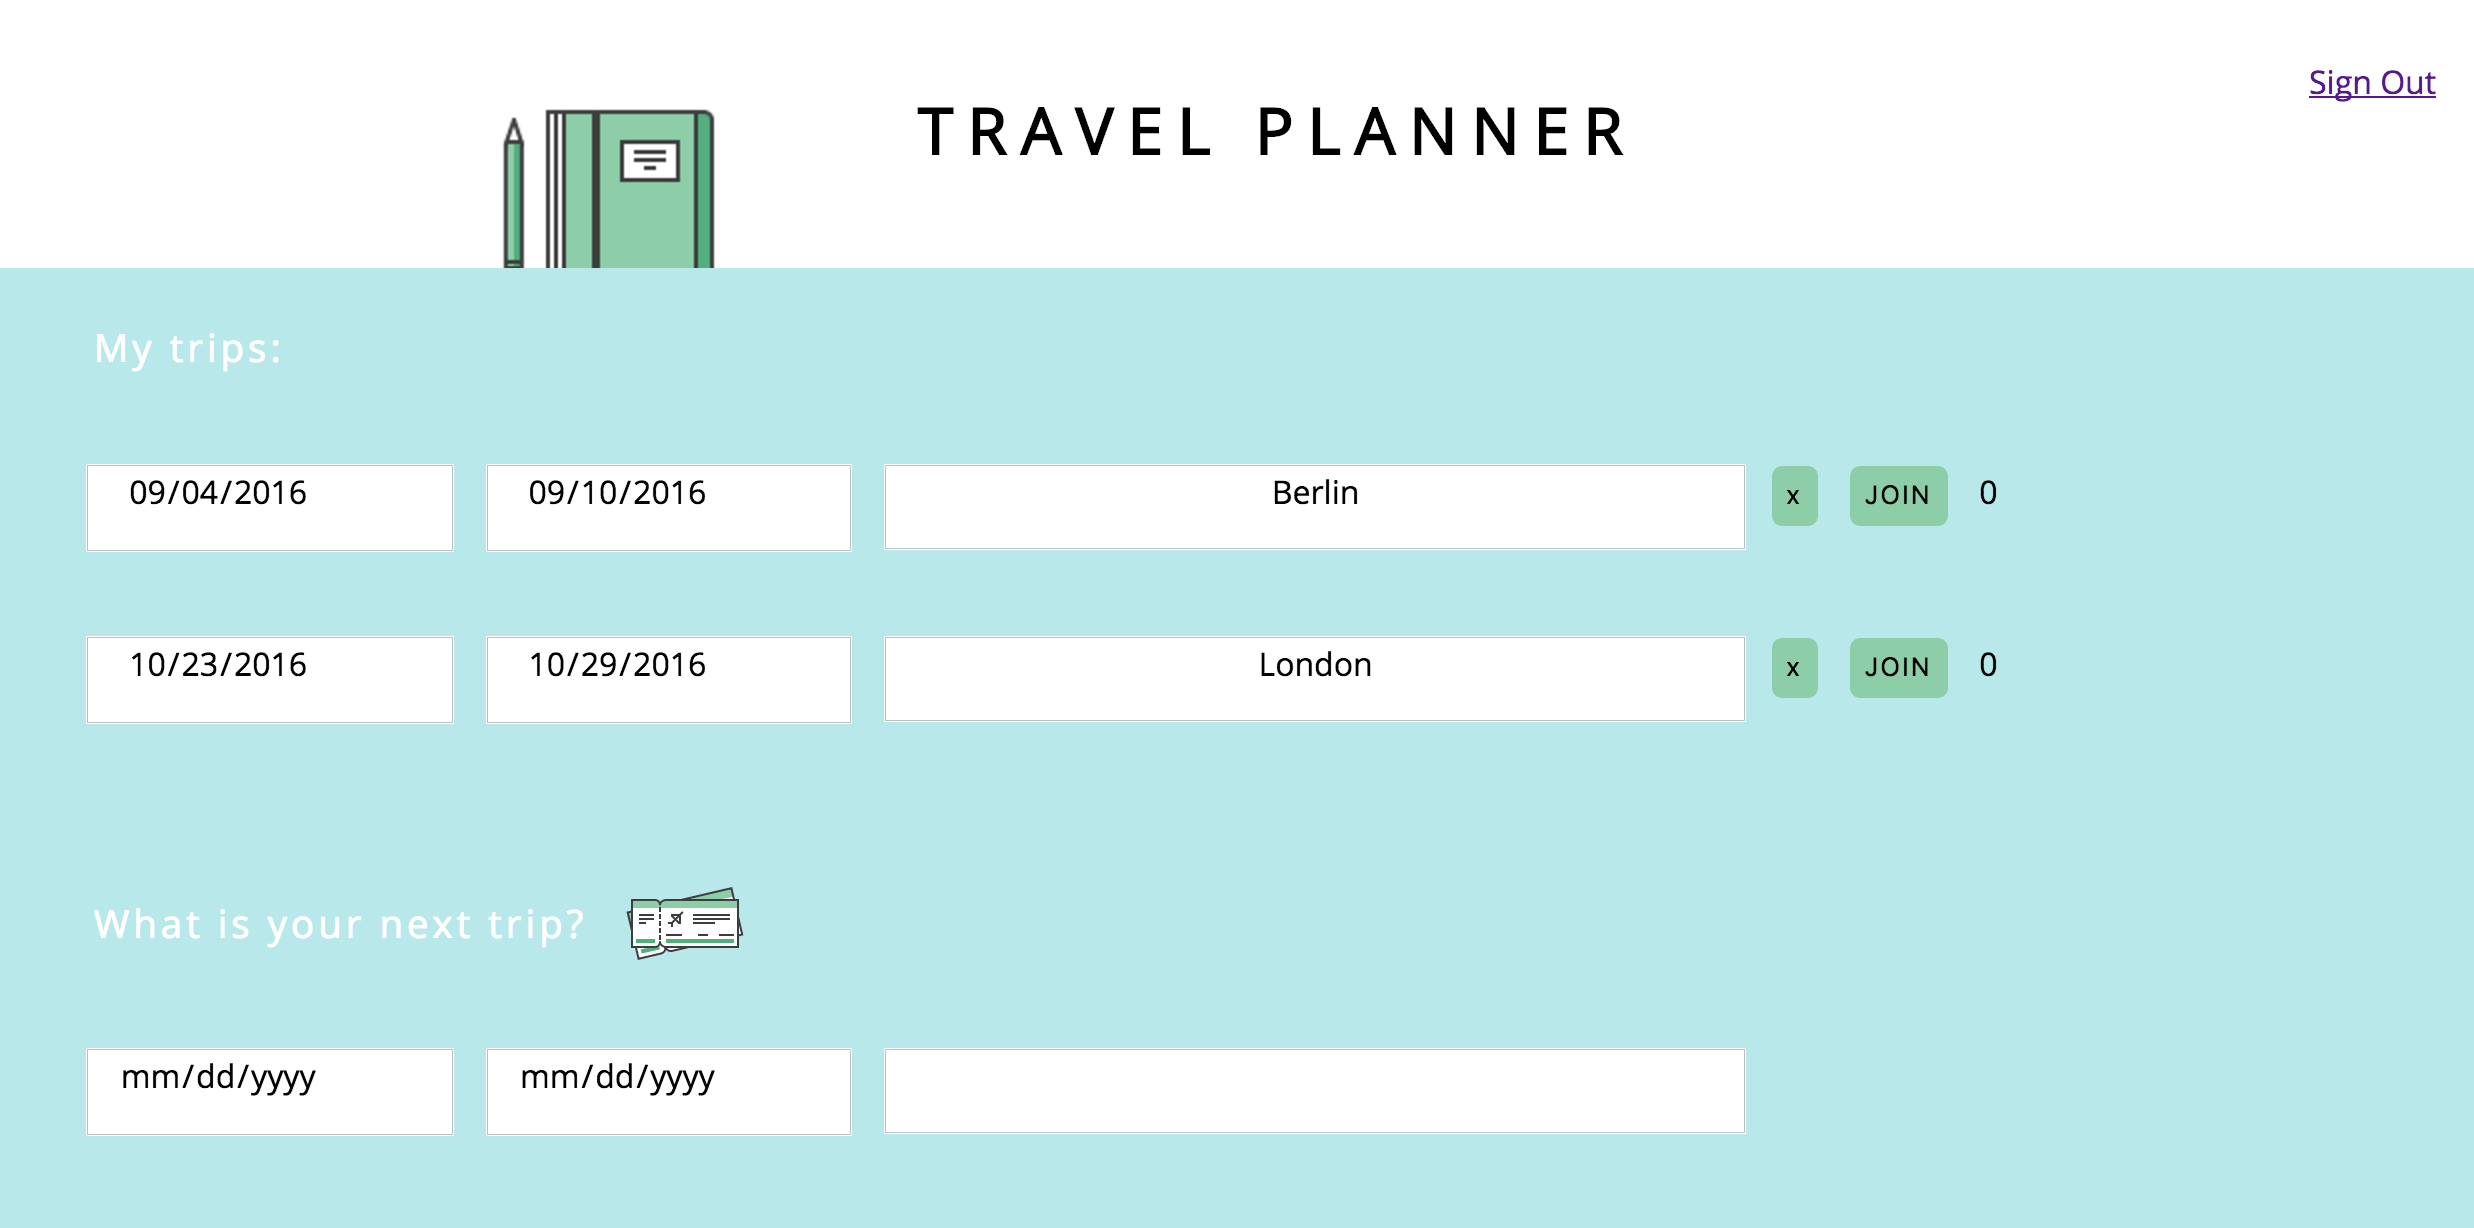 Sign Out
TRAVEL PLANNER
My trips:
09/04/2016 09/10/2016 Berlin x JOIN 0
10/23/2016 10/29/2016 London x JOIN 0
What is your next trip?
mm/dd/yyyy mm/dd/yyyy